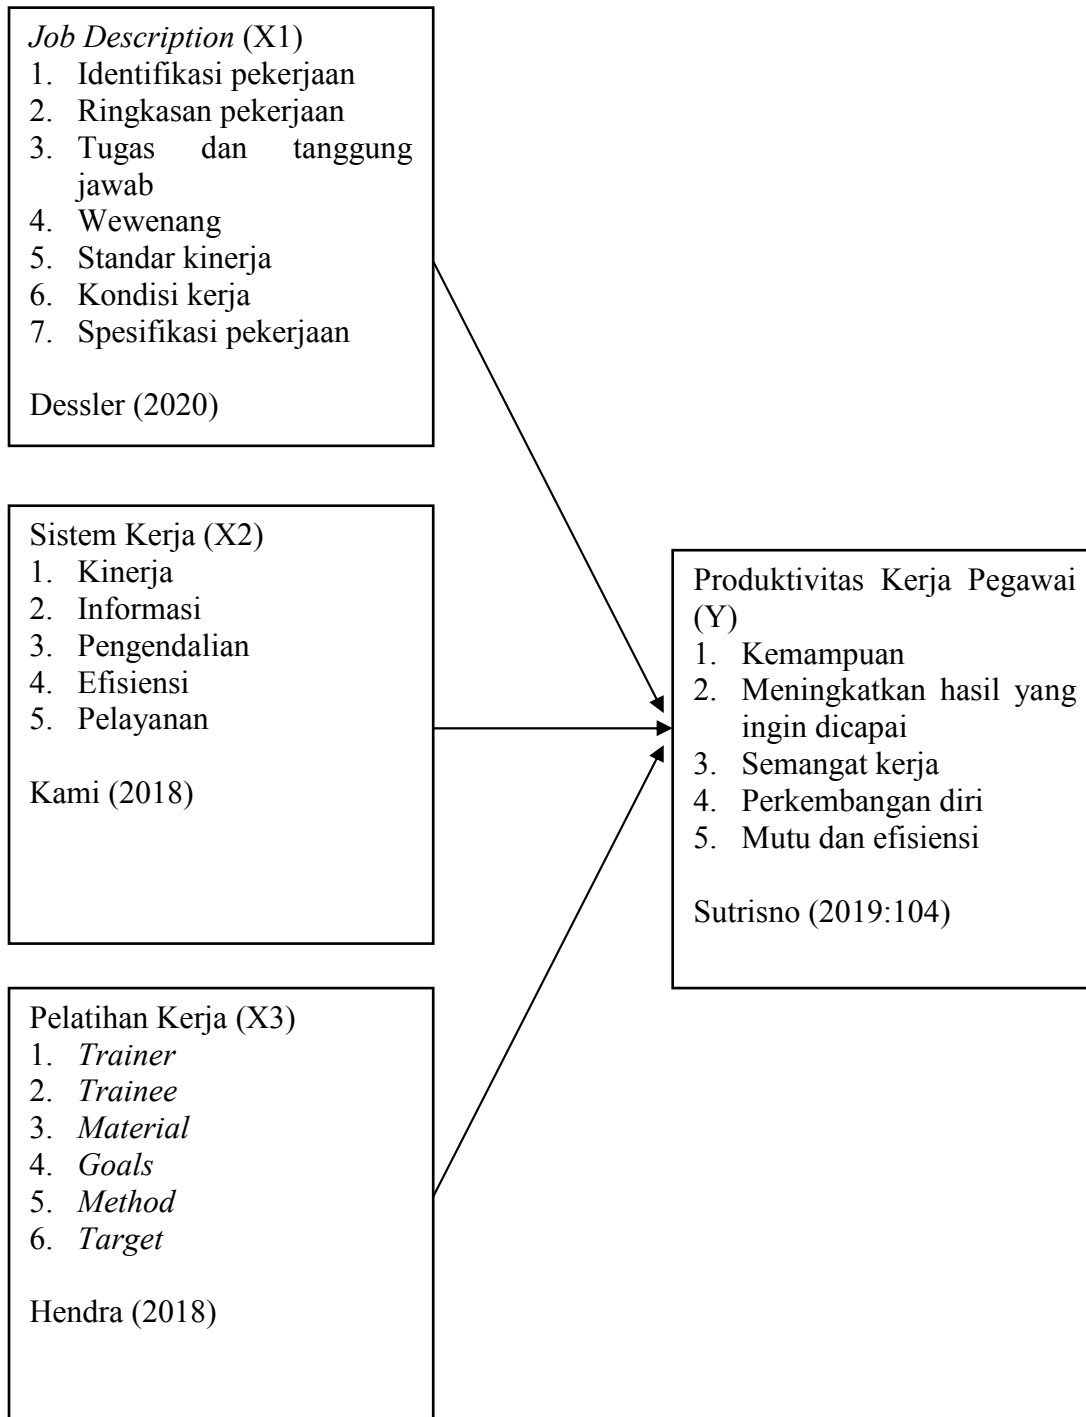 Job Description (X1)
1. Identifikasi pekerjaan
2. Ringkasan pekerjaan
3. Tugas dan tanggung
jawab
4. Wewenang
5. Standar kinerja
6. Kondisi kerja
7. Spesifikasi pekerjaan
Dessler (2020)
Sistem Kerja (X2)
1. Kinerja
2. Informasi
3. Pengendalian
4. Efisiensi
5. Pelayanan
Kami (2018)
Pelatihan Kerja (X3)
1. Trainer
2. Trainee
3. Material
4. Goals
5. Method
6. Target
Hendra (2018)
Produktivitas Kerja Pegawai
(Y)
1. Kemampuan
2. Meningkatkan hasil yang
ingin dicapai
3. Semangat kerja
4. Perkembangan diri
5. Mutu dan efisiensi
Sutrisno (2019:104)